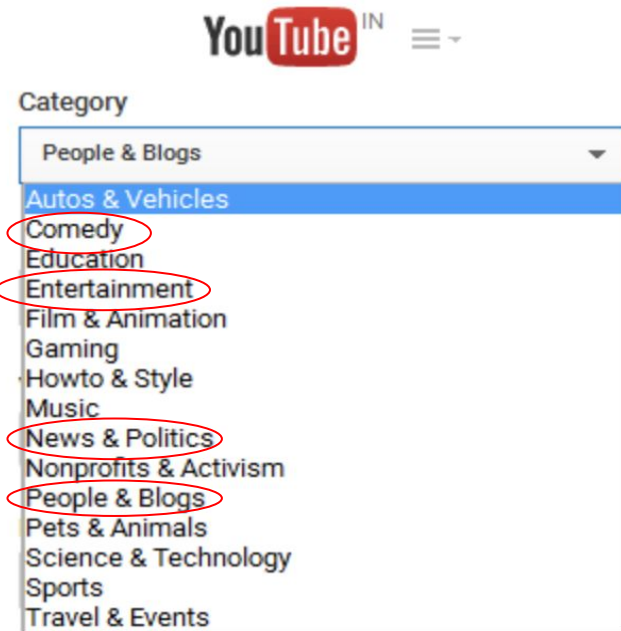 YouTube IN
Category
People & Blogs
Autos & Vehicles
Comedy
Education
Entertainment
Film & Animation
Gaming
Howto & Style
Music
News & Politics
Nonprofits & Activism
People & Blogs
Pets & Animals
Science & Technology
Sports
Travel & Events